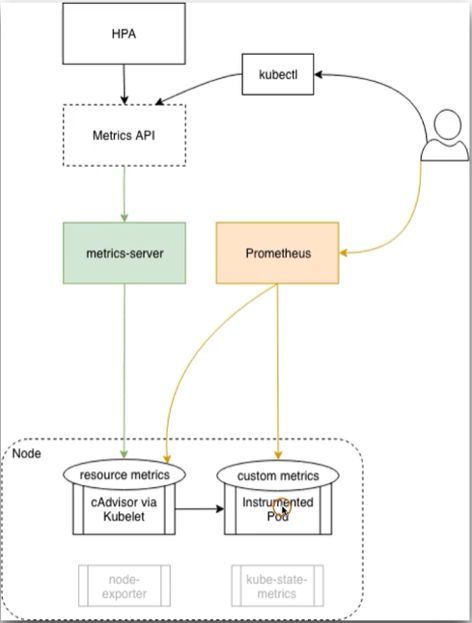 HPA
kubectl
Metrics API
metrics-server
Prometheus
Node
resource metrics
custom metrics
cAdvisor via
Kubelet
Instrumented
Pod
node-
exporter
kube-state-
metrics